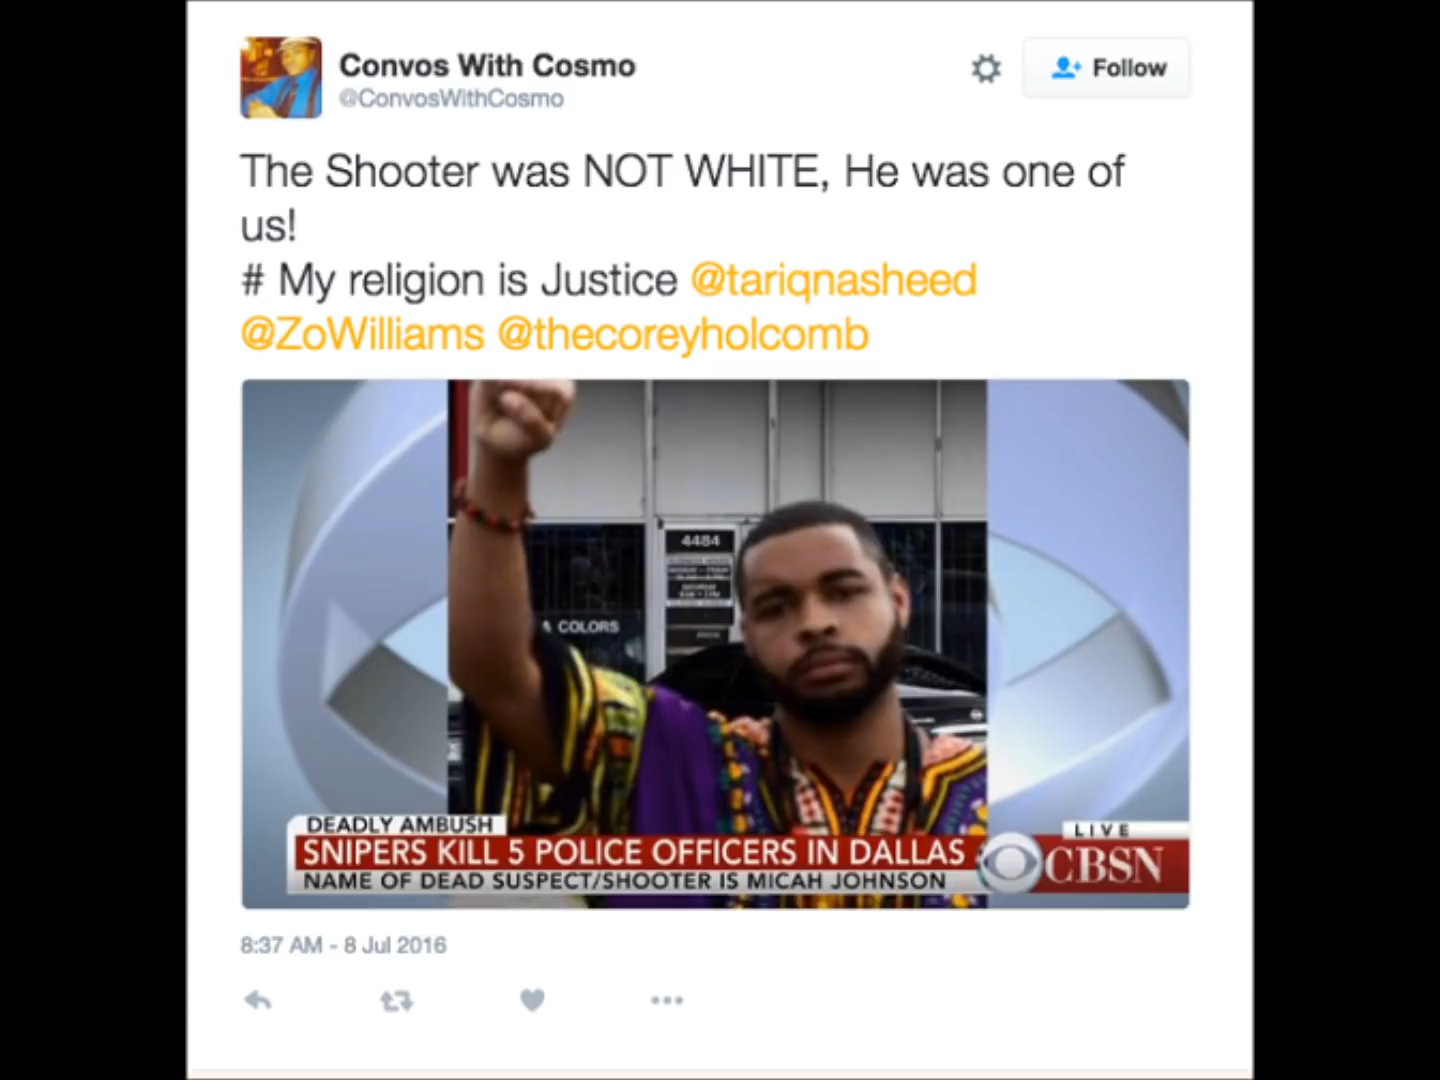 Convos With Cosmo
@ConvosWithCosmo
Follow
The Shooter was NOT WHITE, He was one of
us!
# My religion is Justice @tariqnasheed
@ZoWilliams @thecoreyholcomb
4484
A COLORS
DEADLY AMBUSH
SNIPERS KILL 5 POLICE OFFICERS IN DALLAS
NAME OF DEAD SUSPECT/SHOOTER IS MICAH JOHNSON
LIVE
CBSN
8:37 AM - 8 Jul 2016